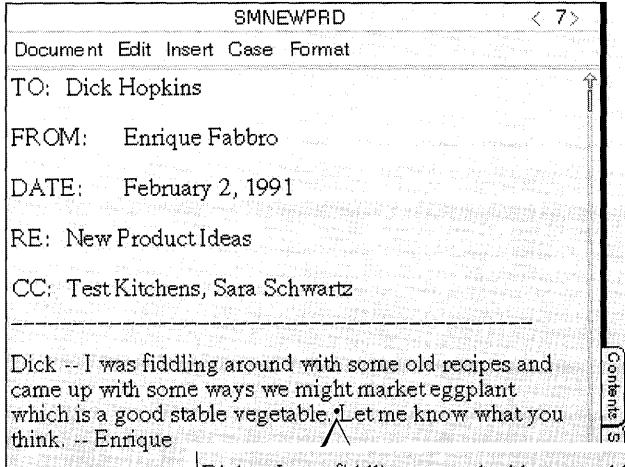 SMNEWPRD < 7>
Document Edit Insert Case Format
TO: Dick Hopkins
FROM: Enrique Fabbro
DATE: February 2, 1991
RE: New Product Ideas
CC: Test Kitchens, Sara Schwartz
Dick -- I was fiddling around with some old recipes and
came up with some ways we might market eggplant
which is a good stable vegetable. Let me know what you
think. -- Enrique
Contents
S